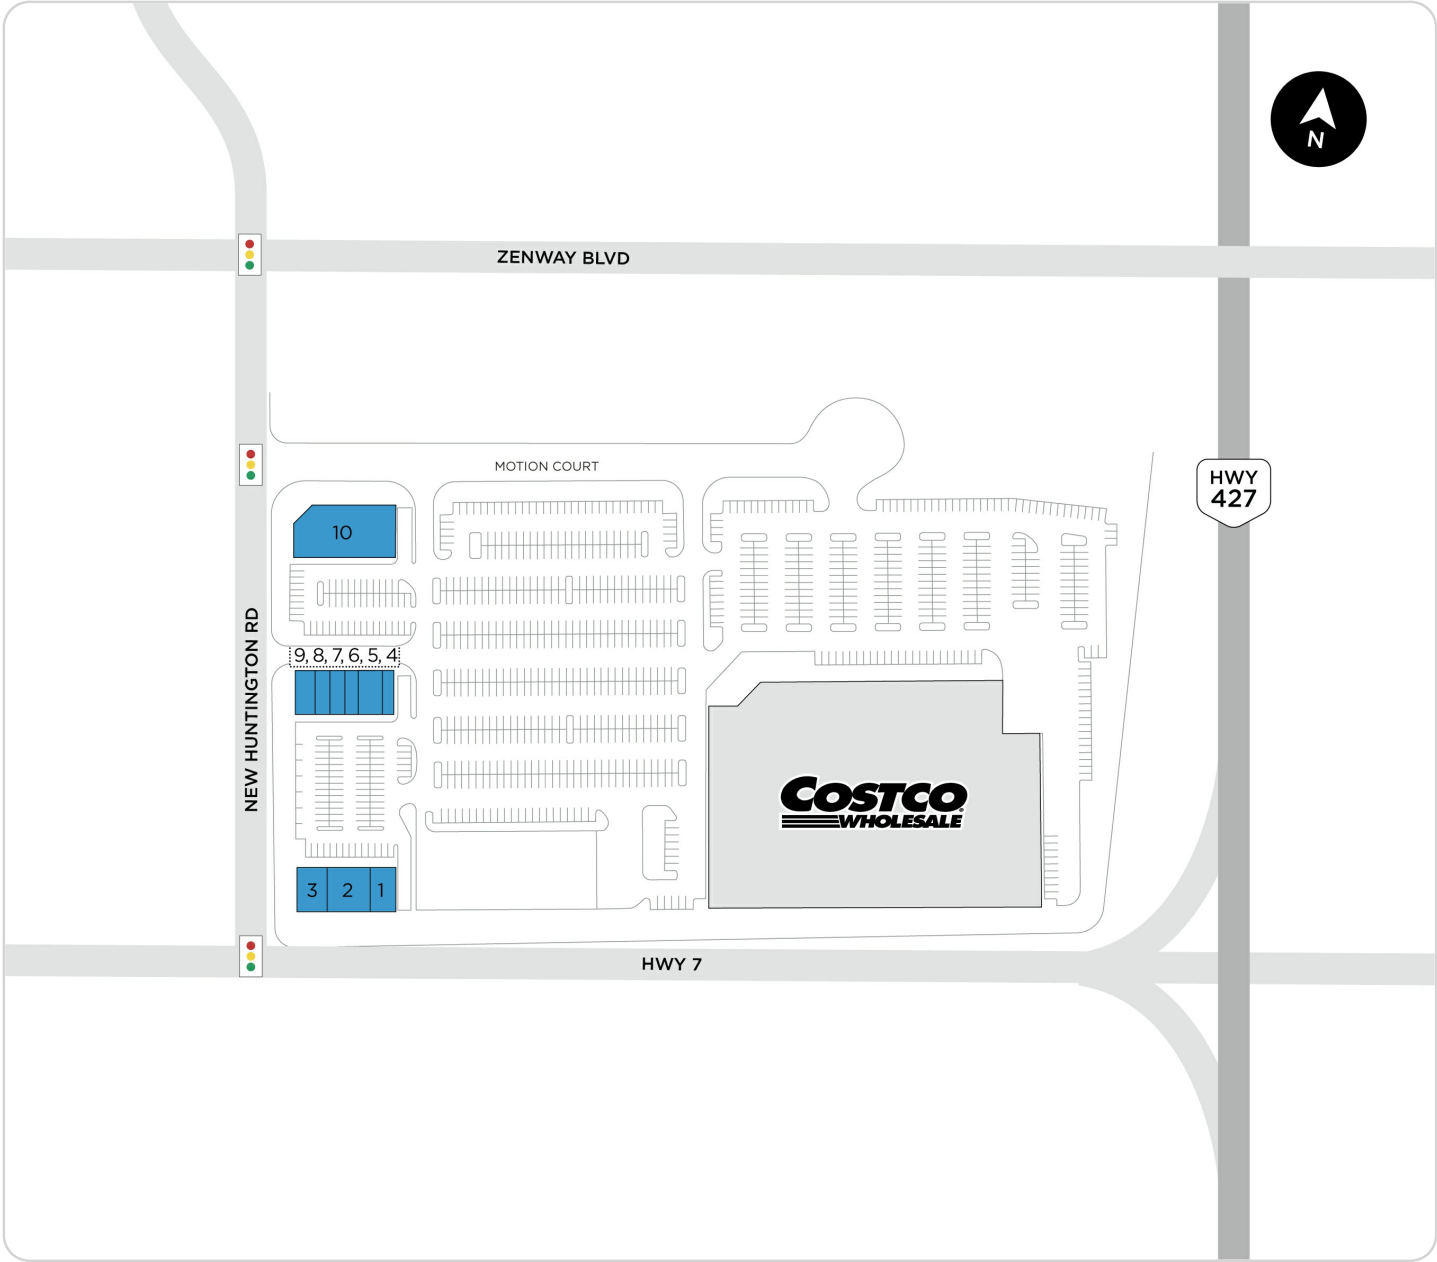 N
ZENWAY BLVD
MOTION COURT
HWY
427
10
NEW HUNTINGTON RD
9, 8, 7, 6, 5, 4
COSTCO
WHOLESALE
3 2 1
HWY 7